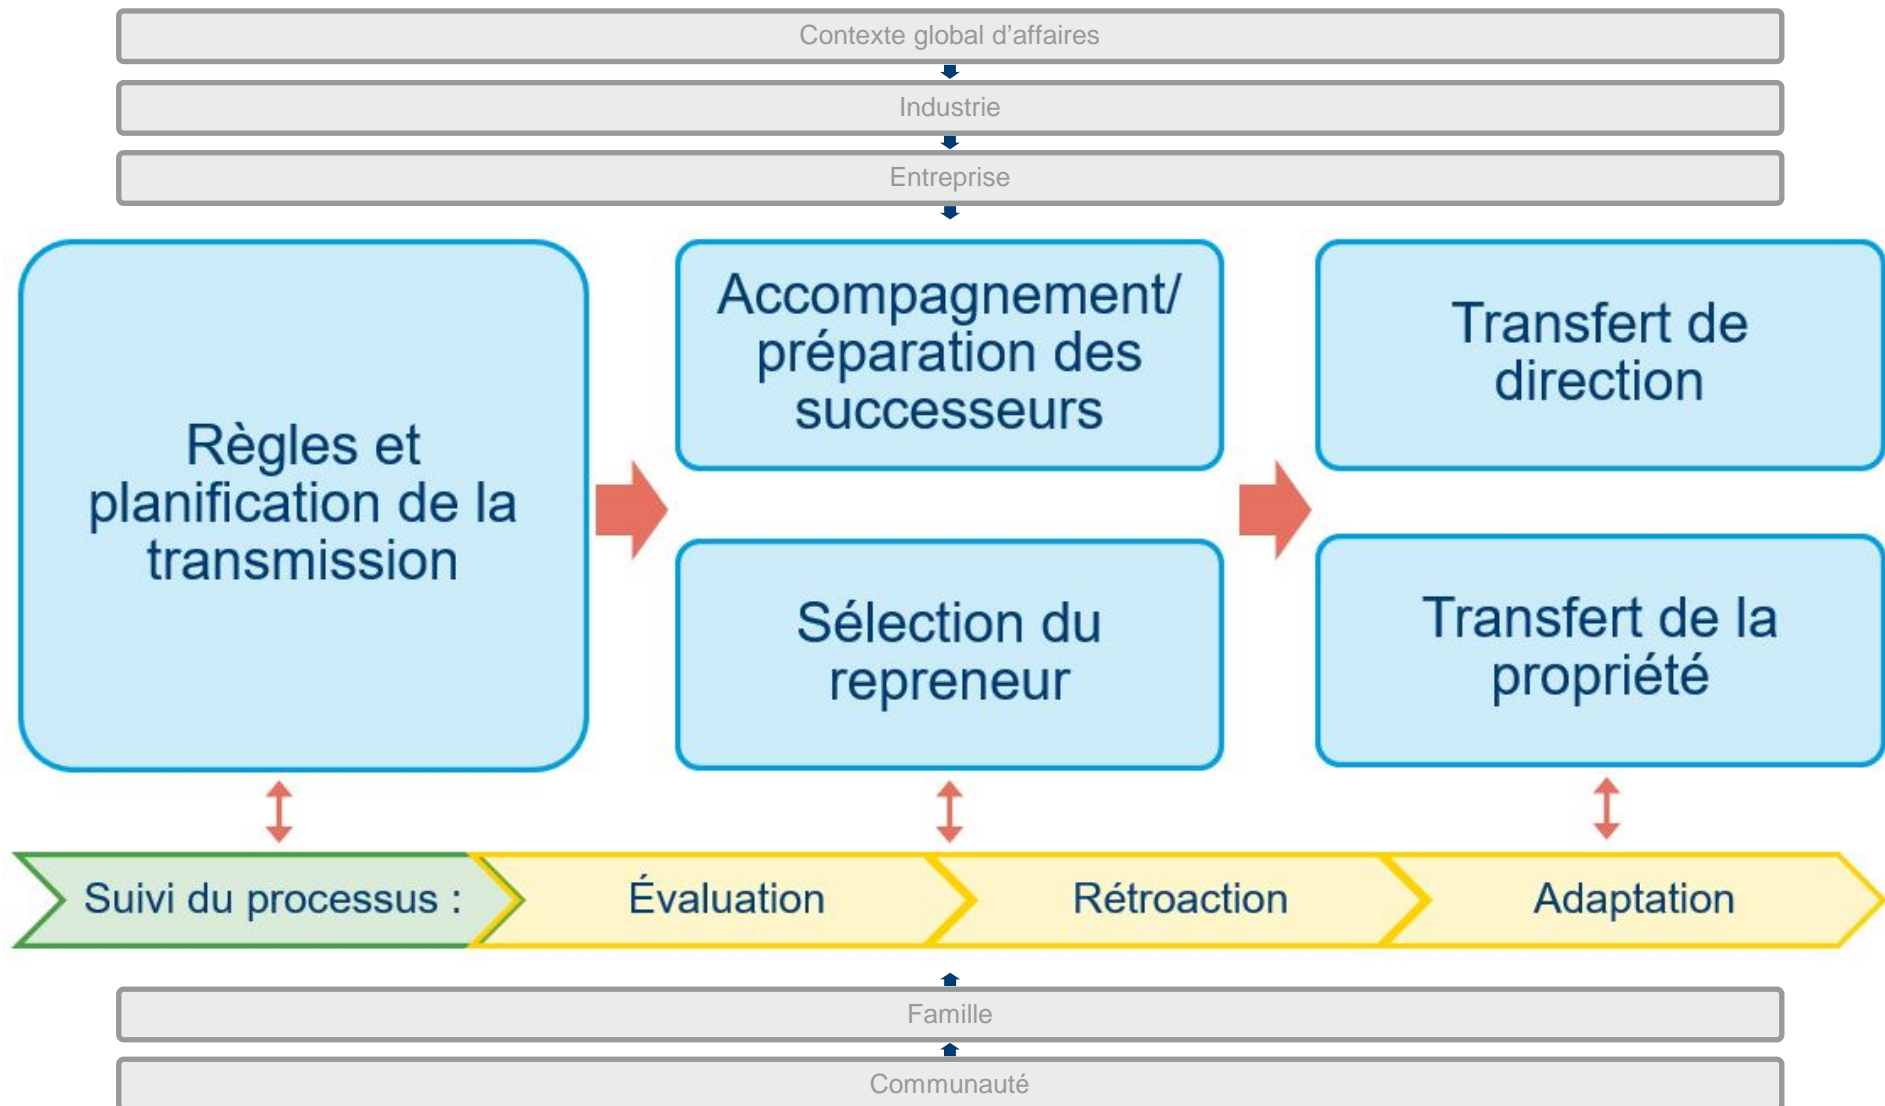 Contexte global d’affaires
Industrie
Entreprise
Règles et
planification de la
transmission
Accompagnement/
préparation des
successeurs
Sélection du
repreneur
Transfert de
direction
Transfert de la
propriété
Suivi du processus :
Évaluation
Rétroaction
Adaptation
Famille
Communauté